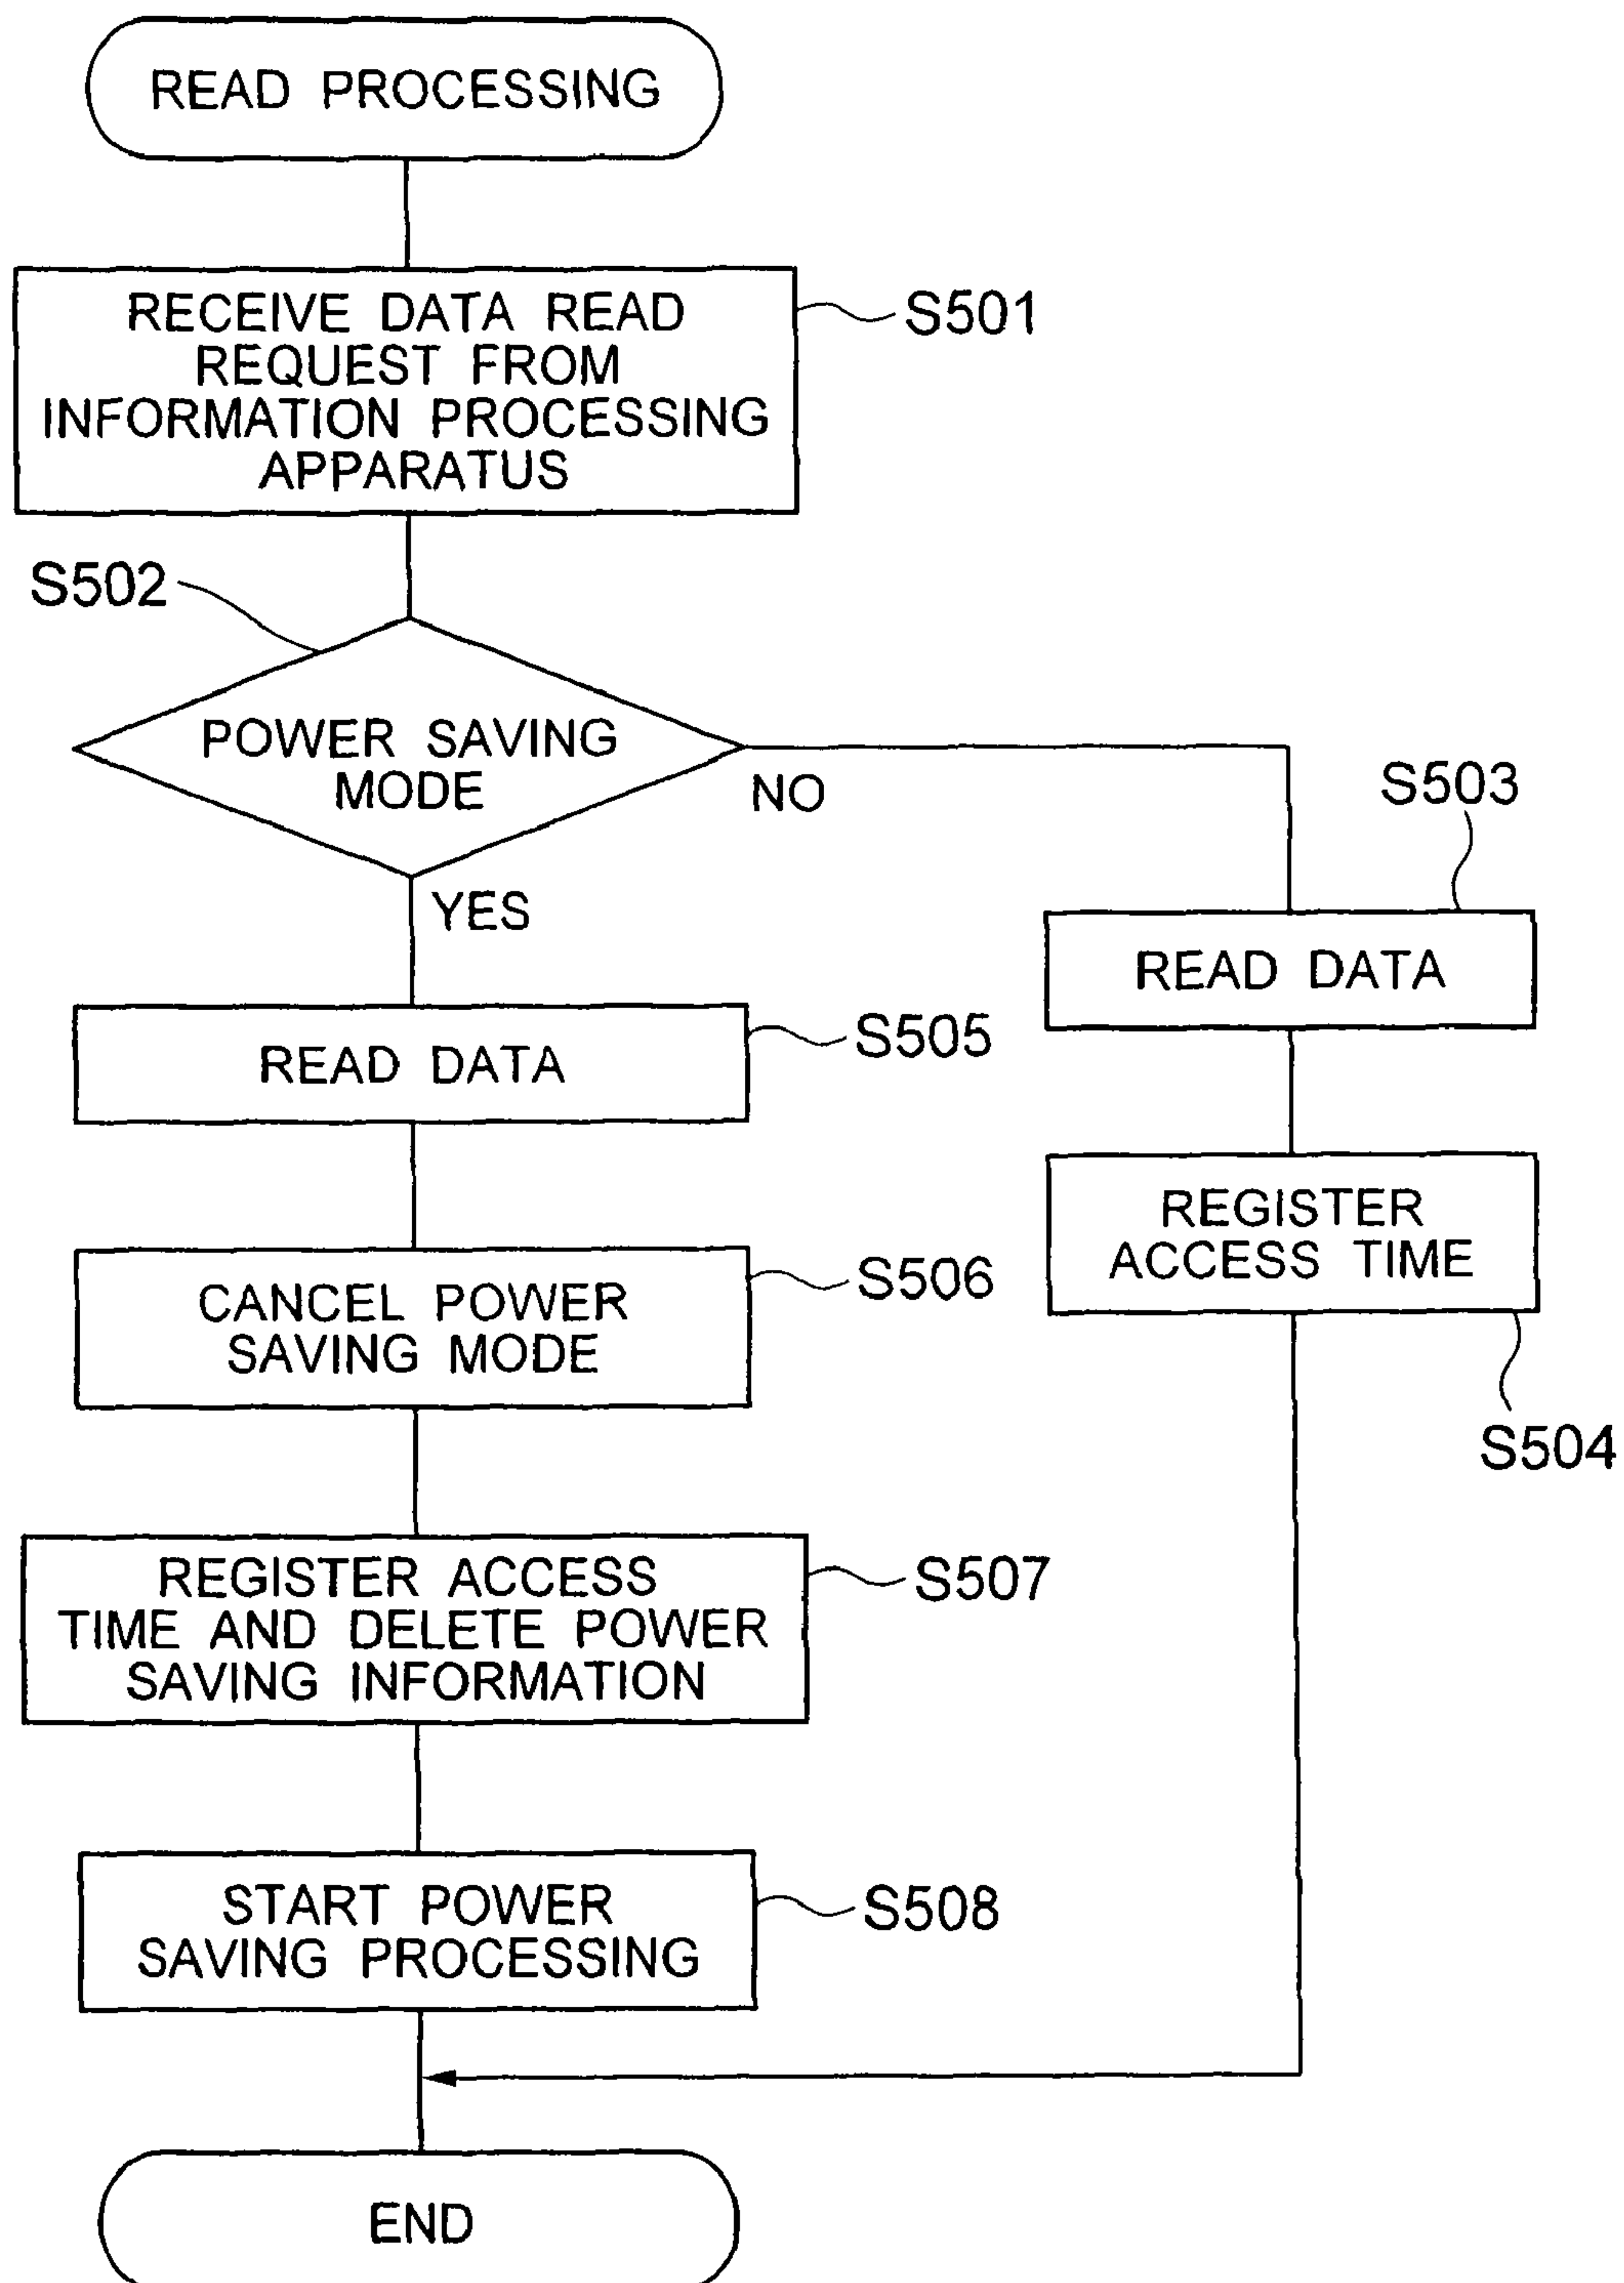 READ PROCESSING
RECEIVE DATA READ
REQUEST FROM
INFORMATION PROCESSING
APPARATUS
S501
S502
POWER SAVING
MODE
NO
YES
S503
READ DATA
REGISTER
ACCESS TIME
S504
READ DATA
S505
CANCEL POWER
SAVING MODE
S506
REGISTER ACCESS
TIME AND DELETE POWER
SAVING INFORMATION
S507
START POWER
SAVING PROCESSING
S508
END